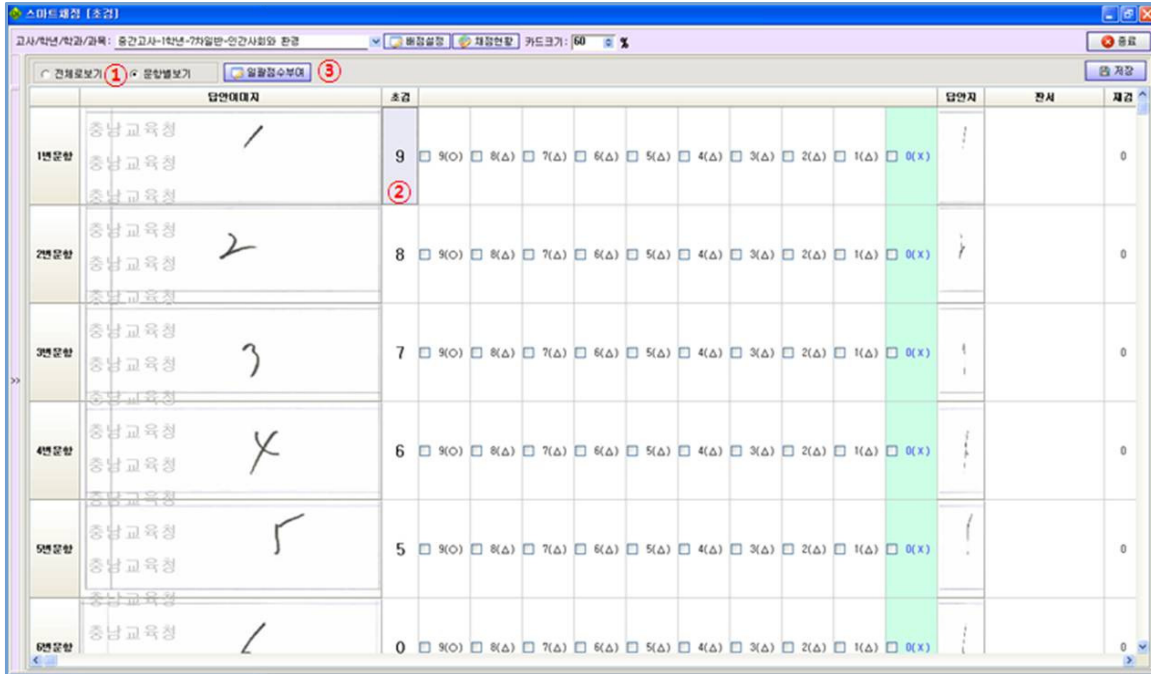 스마트채점 [초검]
고사/학년/학과/과목: 중간고사-1학년-7차일반-인간사회와 환경 배점설정 채점현황 카드크기: 60 % 종료
전체로보기 ① 문항별보기 일괄점수부여 ③ 저장
답안이미지 초검 답안지 판서 재검
1번문항 충남교육청 1 9 9(O) 8(△) 7(△) 6(△) 5(△) 4(△) 3(△) 2(△) 1(△) 0(X) 0
충남교육청
충남교육청 ②
2번문항 충남교육청 2 8 9(O) 8(△) 7(△) 6(△) 5(△) 4(△) 3(△) 2(△) 1(△) 0(X) 0
충남교육청
충남교육청
3번문항 충남교육청 3 7 9(O) 8(△) 7(△) 6(△) 5(△) 4(△) 3(△) 2(△) 1(△) 0(X) 0
충남교육청
충남교육청
4번문항 충남교육청 4 6 9(O) 8(△) 7(△) 6(△) 5(△) 4(△) 3(△) 2(△) 1(△) 0(X) 0
충남교육청
충남교육청
5번문항 충남교육청 5 5 9(O) 8(△) 7(△) 6(△) 5(△) 4(△) 3(△) 2(△) 1(△) 0(X) 0
충남교육청
충남교육청
6번문항 충남교육청 0 9(O) 8(△) 7(△) 6(△) 5(△) 4(△) 3(△) 2(△) 1(△) 0(X) 0